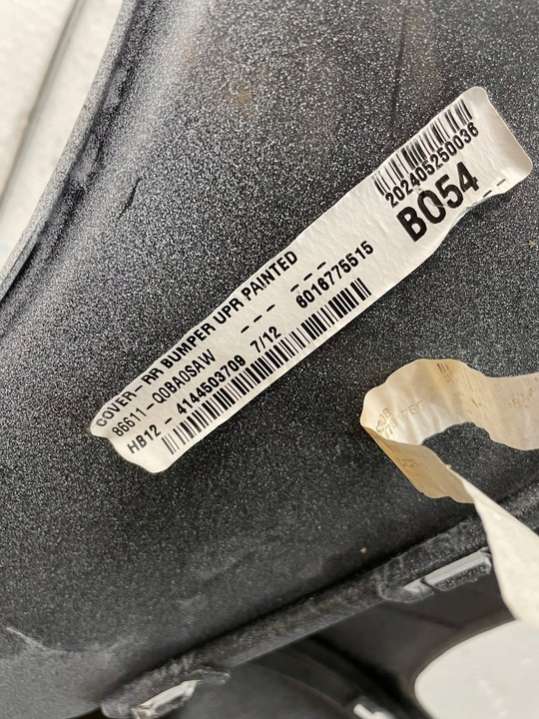 COVER-RR BUMPER UPR PAINTED
86611-Q0BA0SAW --- ---
HB12 - 4144503709 7/12 6016775515
202405250036
B054 --